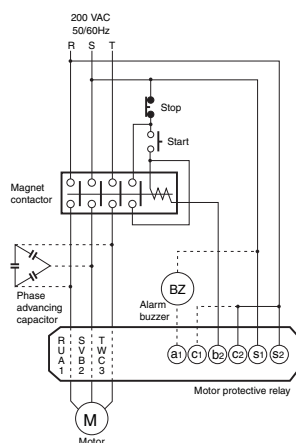 200 VAC
50/60Hz
R S T
Stop
Start
Magnet
contactor
BZ
Alarm
buzzer
Phase
advancing
capacitor
R S T
U V W
A B C
1 2 3
a1 c1 b2 c2 s1 s2
Motor protective relay
M
Motor